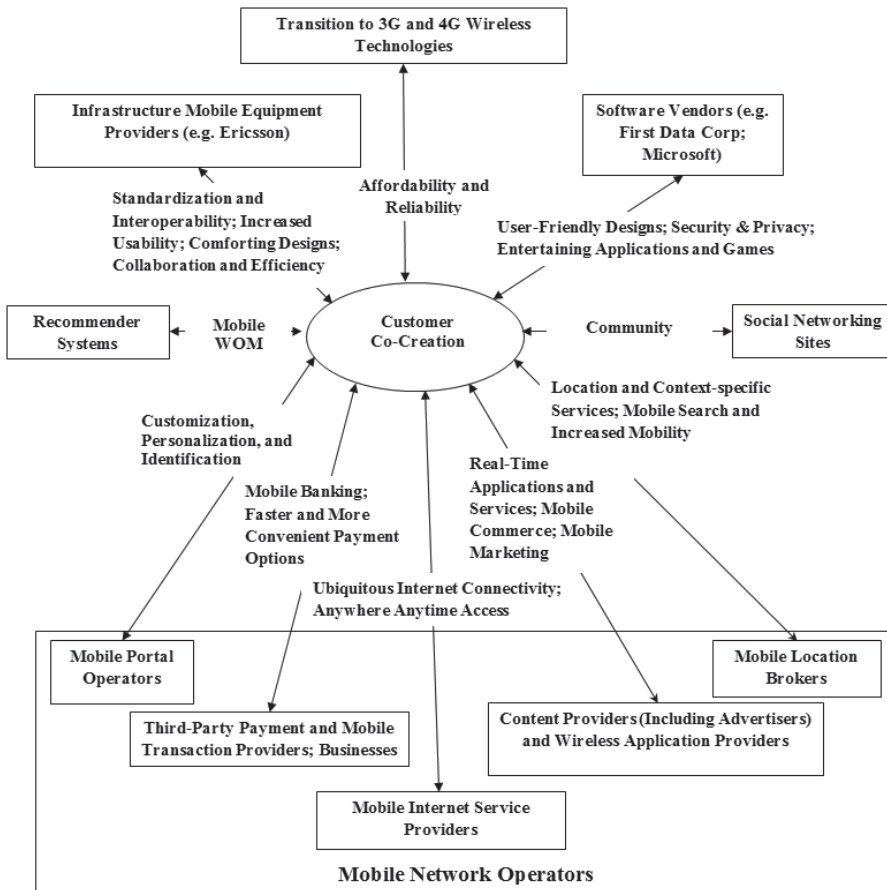 Transition to 3G and 4G Wireless
Technologies
Infrastructure Mobile Equipment
Providers (e.g. Ericsson)
Software Vendors (e.g.
First Data Corp;
Microsoft)
Standardization and
Interoperability; Increased
Usability; Comforting Designs;
Collaboration and Efficiency
Affordability and
Reliability
User-Friendly Designs; Security & Privacy;
Entertaining Applications and Games
Recommender
Systems
Mobile
WOM
Customer
Co-Creation
Community
Social Networking
Sites
Customization,
Personalization, and
Identification
Location and Context-specific
Services; Mobile Search and
Increased Mobility
Mobile Banking;
Faster and More
Convenient Payment
Options
Real-Time
Applications and
Services; Mobile
Commerce; Mobile
Marketing
Ubiquitous Internet Connectivity;
Anywhere Anytime Access
Mobile Portal
Operators
Mobile Location
Brokers
Third-Party Payment and Mobile
Transaction Providers; Businesses
Content Providers (Including Advertisers)
and Wireless Application Providers
Mobile Internet Service
Providers
Mobile Network Operators